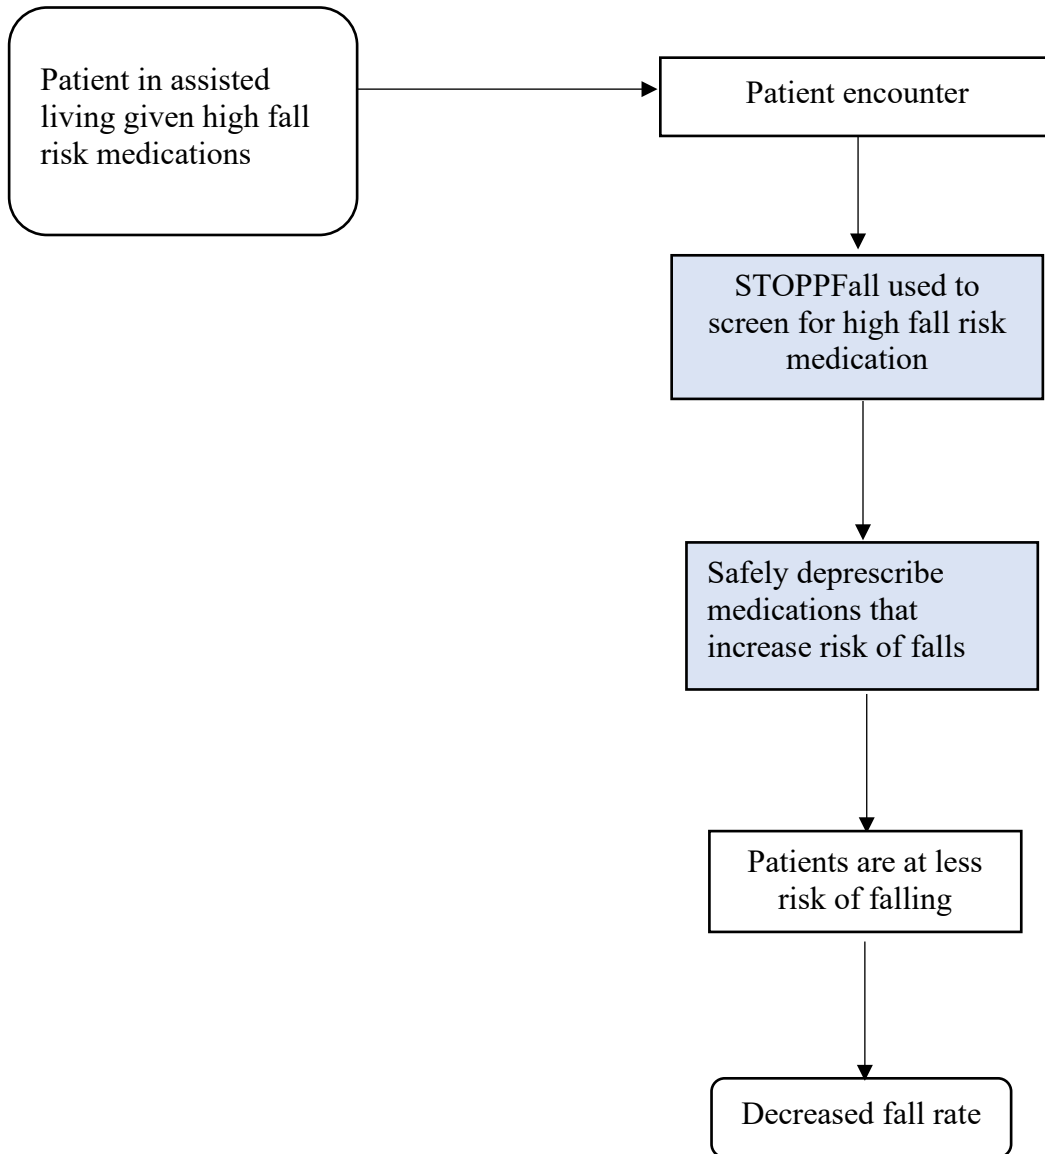 Patient in assisted
living given high fall
risk medications
Patient encounter
STOPPFall used to
screen for high fall risk
medication
Safely deprescribe
medications that
increase risk of falls
Patients are at less
risk of falling
Decreased fall rate